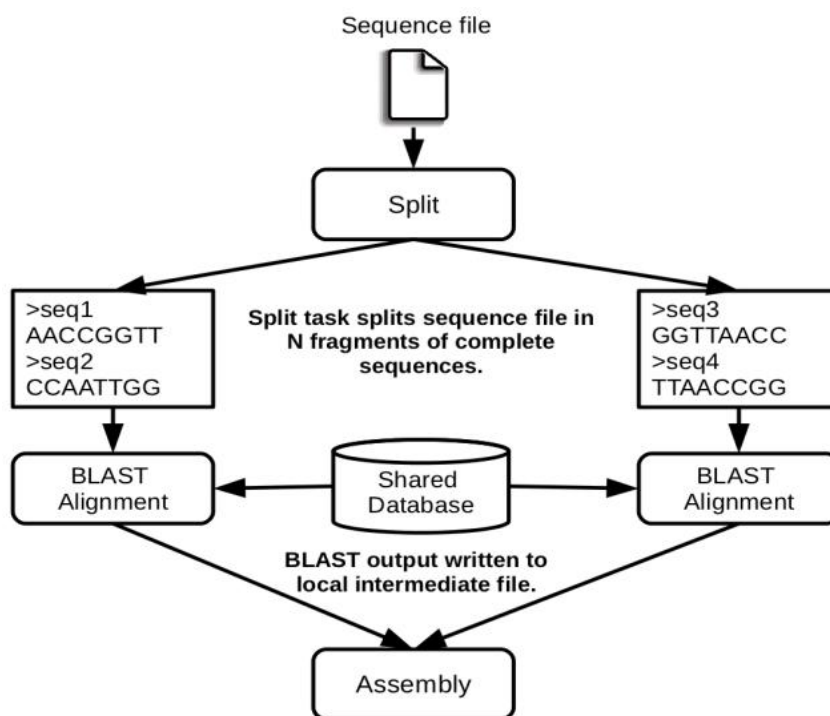 Sequence file
Split
>seq1
AACCGGTT
>seq2
CCAATTGG
Split task splits sequence file in
N fragments of complete
sequences.
>seq3
GGTTAACC
>seq4
TTAACCGG
BLAST
Alignment
Shared
Database
BLAST
Alignment
BLAST output written to
local intermediate file.
Assembly